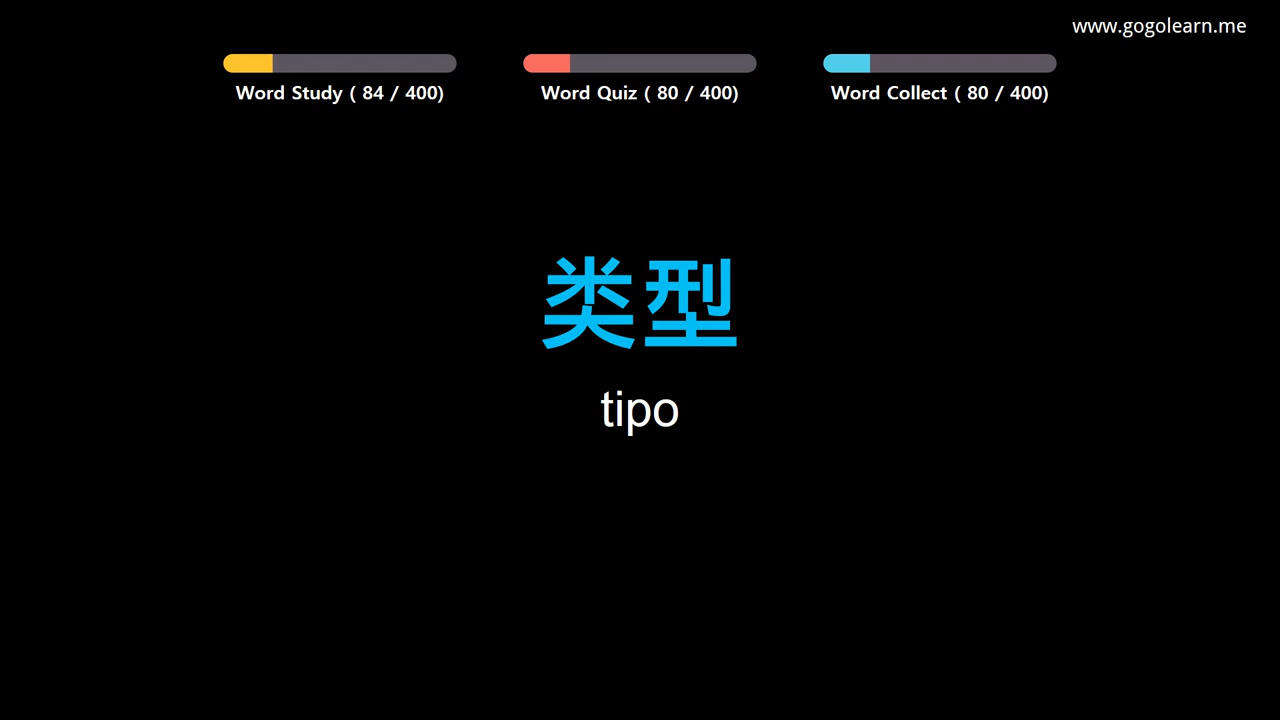 www.gogolearn.me
Word Study ( 84 / 400)
Word Quiz ( 80 / 400)
Word Collect ( 80 / 400)
类型
tipo